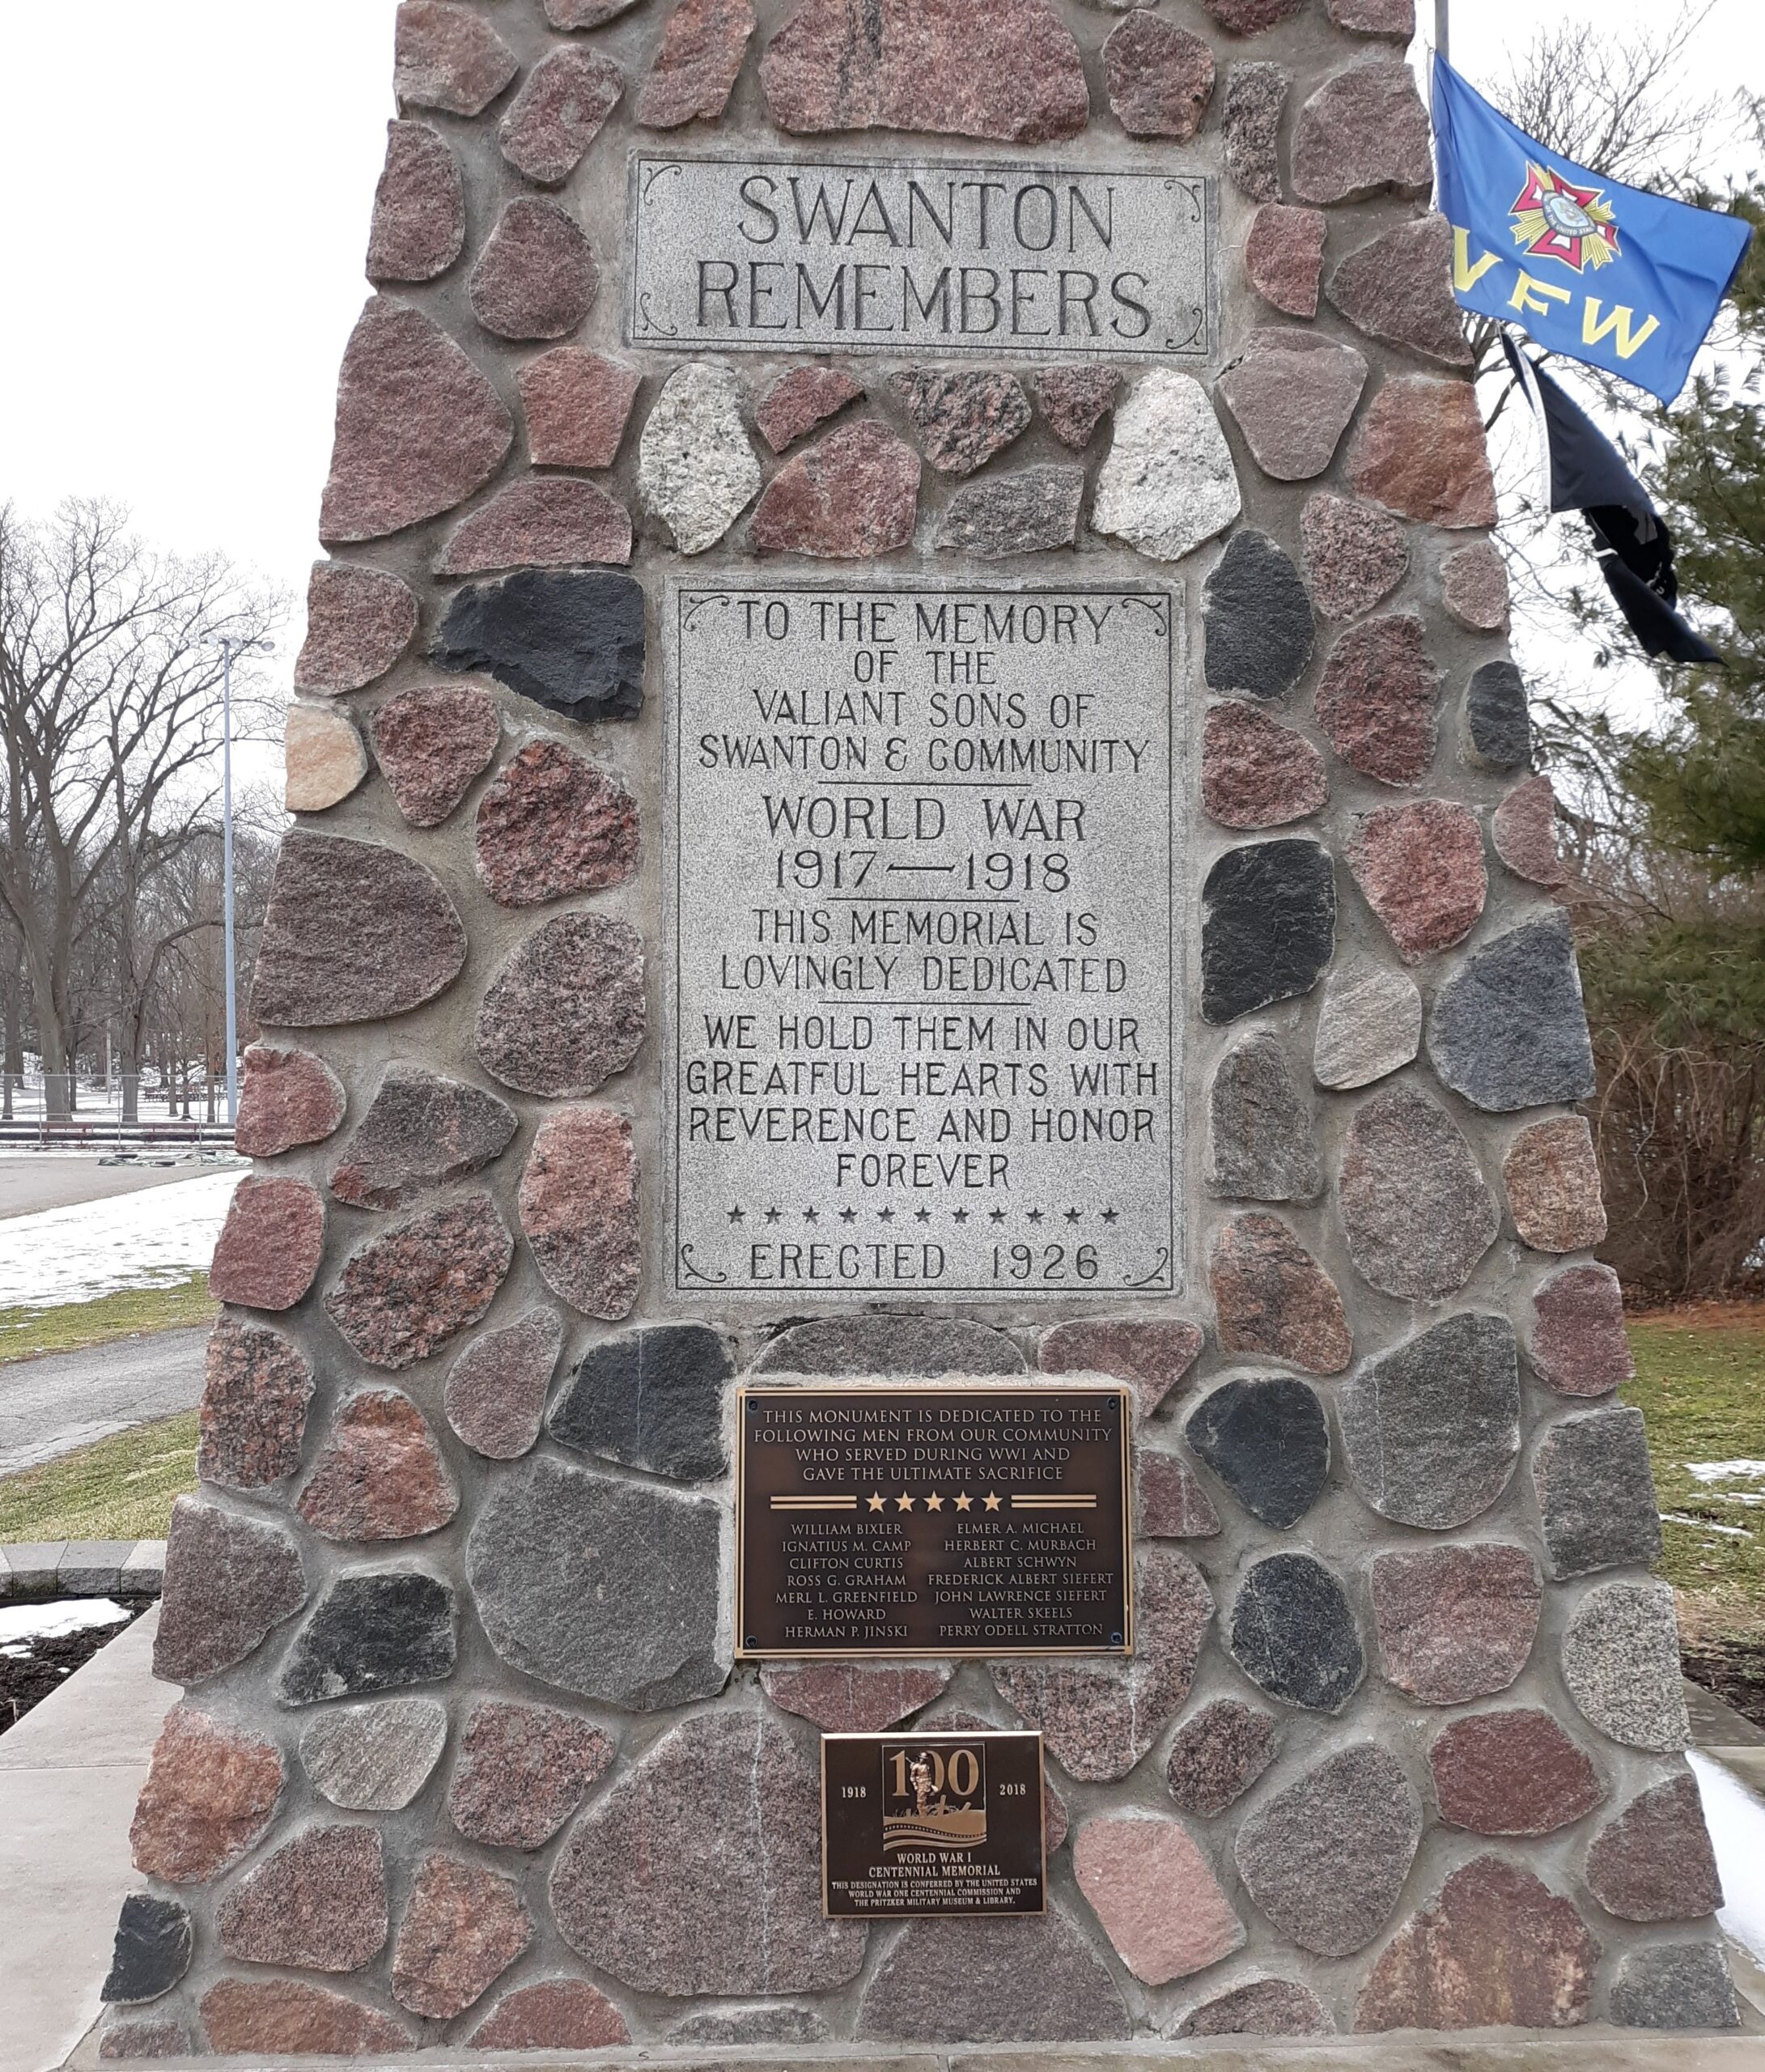 SWANTON
REMEMBERS
VFW
TO THE MEMORY
OF THE
VALIANT SONS OF
SWANTON & COMMUNITY
WORLD WAR
1917—1918
THIS MEMORIAL IS
LOVINGLY DEDICATED
WE HOLD THEM IN OUR
GREATFUL HEARTS WITH
REVERENCE AND HONOR
FOREVER
ERECTED 1926
THIS MONUMENT IS DEDICATED TO THE
FOLLOWING MEN FROM OUR COMMUNITY
WHO SERVED DURING WWI AND
GAVE THE ULTIMATE SACRIFICE
WILLIAM BIXLER
IGNATIUS M. CAMP
CLIFTON CURTIS
ROSS G. GRAHAM
MERL L. GREENFIELD
E. HOWARD
HERMAN P. JINSKI
ELMER A. MICHAEL
HERBERT C. MURBACH
ALBERT SCHWYN
FREDERICK ALBERT SIEFERT
JOHN LAWRENCE SIEFERT
WALTER SKEELS
PERRY ODELL STRATTON
100
1918 2018
WORLD WAR I
CENTENNIAL MEMORIAL
THIS DESIGNATION IS CONFERRED BY THE UNITED STATES
WORLD WAR ONE CENTENNIAL COMMISSION AND
THE PRITZKER MILITARY MUSEUM & LIBRARY.